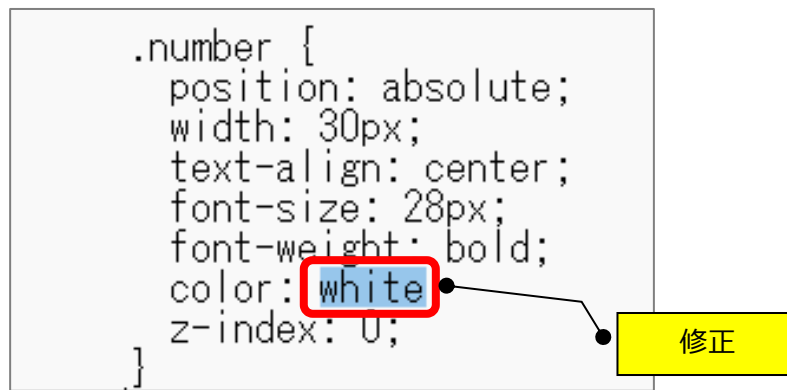 .number {
position: absolute;
width: 30px;
text-align: center;
font-size: 28px;
font-weight: bold;
color: white
z-index: 0;
}
修正